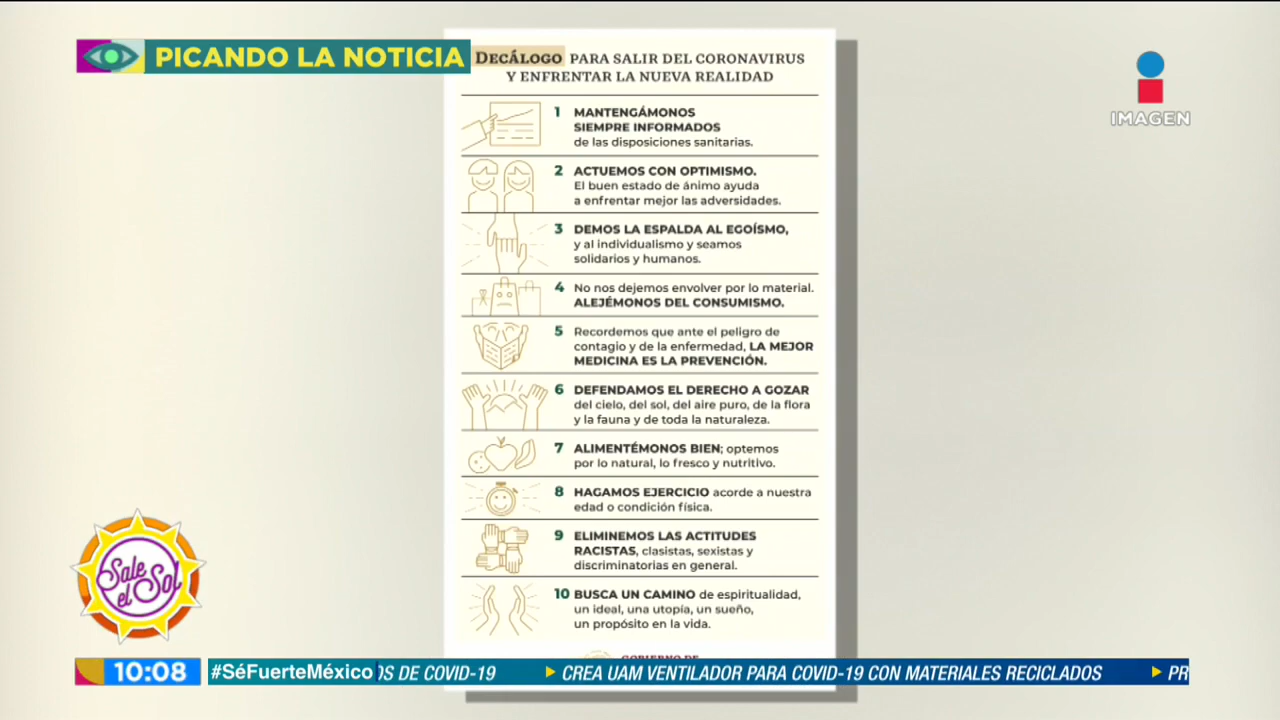 PICANDO LA NOTICIA
DECÁLOGO PARA SALIR DEL CORONAVIRUS
Y ENFRENTAR LA NUEVA REALIDAD
IMAGEN
1 MANTENGÁMONOS
SIEMPRE INFORMADOS
de las disposiciones sanitarias.
2 ACTUEMOS CON OPTIMISMO.
El buen estado de ánimo ayuda
a enfrentar mejor las adversidades.
3 DEMOS LA ESPALDA AL EGOÍSMO,
y al individualismo y seamos
solidarios y humanos.
4 No nos dejemos envolver por lo material.
ALEJÉMONOS DEL CONSUMISMO.
5 Recordemos que ante el peligro de
contagio y de la enfermedad, LA MEJOR
MEDICINA ES LA PREVENCIÓN.
6 DEFENDAMOS EL DERECHO A GOZAR
del cielo, del sol, del aire puro, de la flora
y la fauna y de toda la naturaleza.
7 ALIMENTÉMONOS BIEN; optemos
por lo natural, lo fresco y nutritivo.
8 HAGAMOS EJERCICIO acorde a nuestra
edad o condición física.
9 ELIMINEMOS LAS ACTITUDES
RACISTAS, clasistas, sexistas y
discriminatorias en general.
10 BUSCA UN CAMINO de espiritualidad,
un ideal, una utopía, un sueño,
un propósito en la vida.
Sale
el Sol
GOBIERNO DE
10:08 #SéFuerteMéxico OS DE COVID-19 CREA UAM VENTILADOR PARA COVID-19 CON MATERIALES RECICLADOS PR